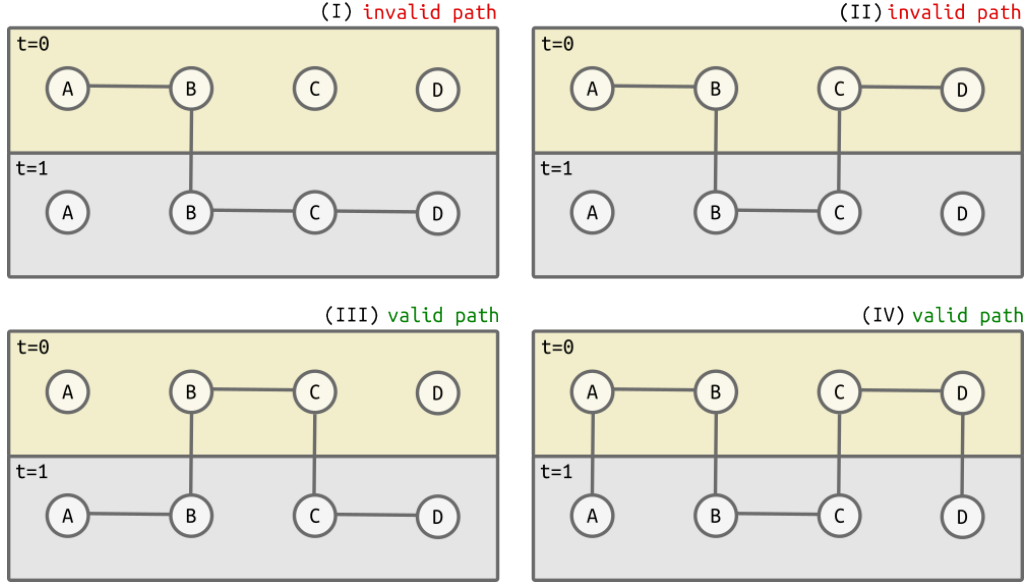 (I) invalid path
t=0
A B C D
t=1
A B C D
(II) invalid path
t=0
A B C D
t=1
A B C D
(III) valid path
t=0
A B C D
t=1
A B C D
(IV) valid path
t=0
A B C D
t=1
A B C D